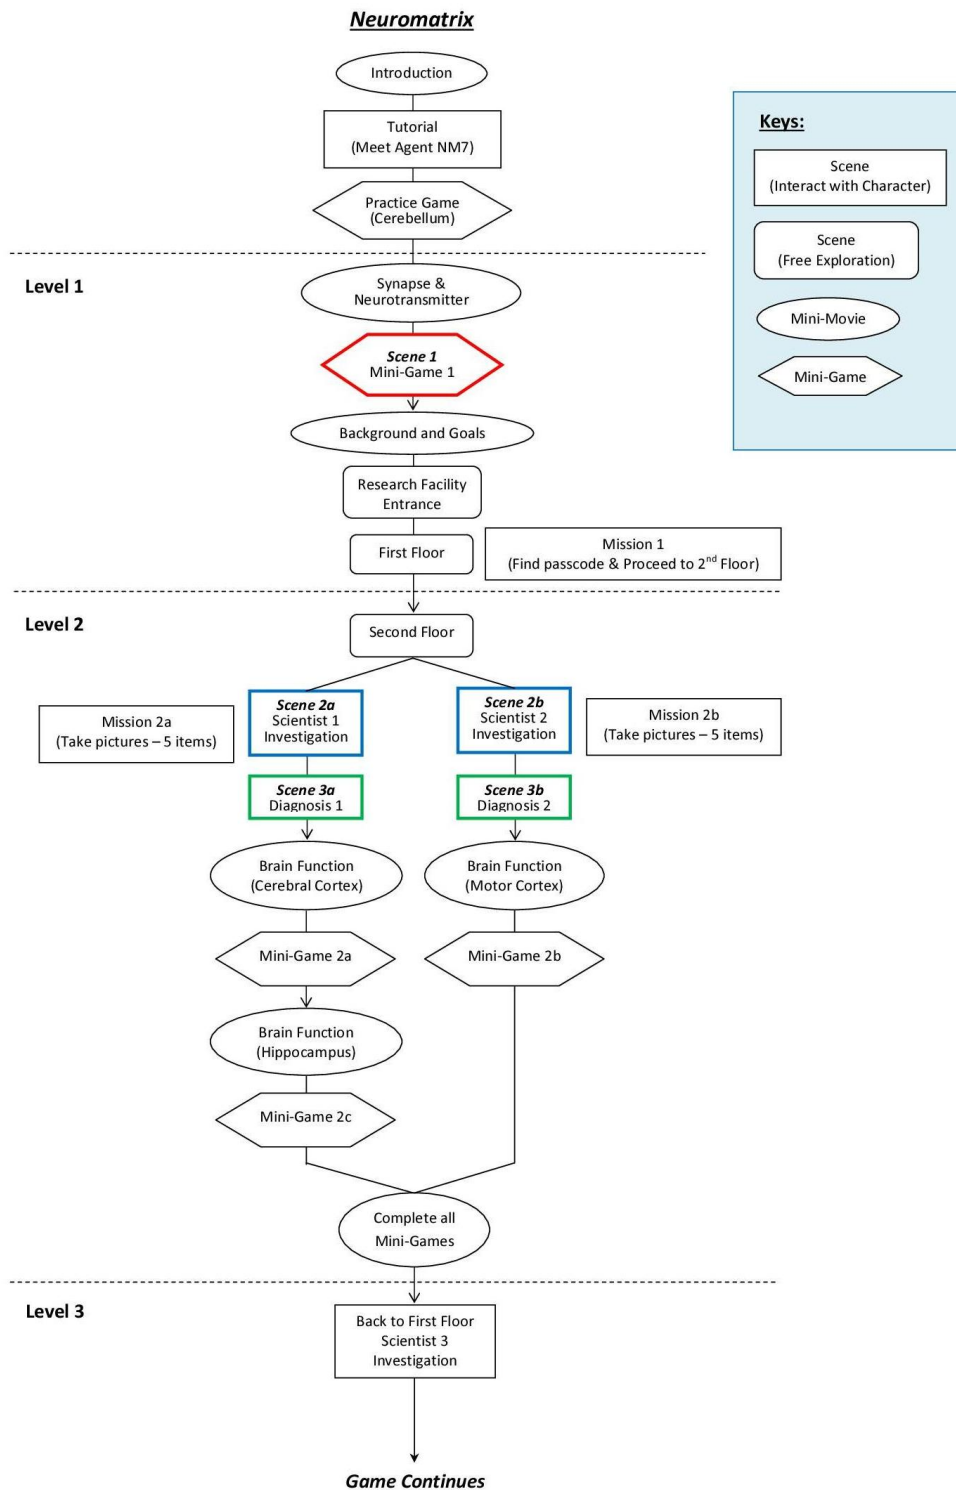 Neuromatrix
Introduction
Tutorial
(Meet Agent NM7)
Practice Game
(Cerebellum)
Keys:
Scene
(Interact with Character)
Scene
(Free Exploration)
Mini-Movie
Mini-Game
Level 1
Synapse &
Neurotransmitter
Scene 1
Mini-Game 1
Background and Goals
Research Facility
Entrance
First Floor
Mission 1
(Find passcode & Proceed to 2nd Floor)
Level 2
Second Floor
Mission 2a
(Take pictures – 5 items)
Scene 2a
Scientist 1
Investigation
Scene 2b
Scientist 2
Investigation
Mission 2b
(Take pictures – 5 items)
Scene 3a
Diagnosis 1
Scene 3b
Diagnosis 2
Brain Function
(Cerebral Cortex)
Brain Function
(Motor Cortex)
Mini-Game 2a
Mini-Game 2b
Brain Function
(Hippocampus)
Mini-Game 2c
Complete all
Mini-Games
Level 3
Back to First Floor
Scientist 3
Investigation
Game Continues